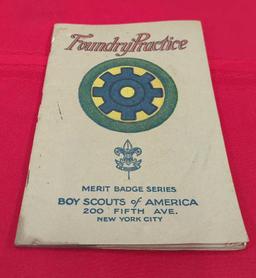 Foundry Practice
MERIT BADGE SERIES
BOY SCOUTS of AMERICA
200 FIFTH AVE.
NEW YORK CITY